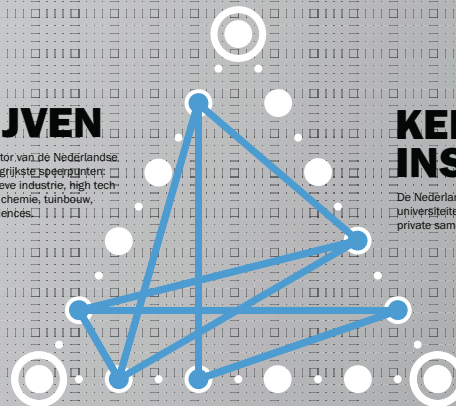 JVEN
tor van de Nederlandse
grijkste speerpunten:
eve industrie, high tech
chemie, tuinbouw,
ences.
KE
INS
De Nederlan
universiteite
private sam